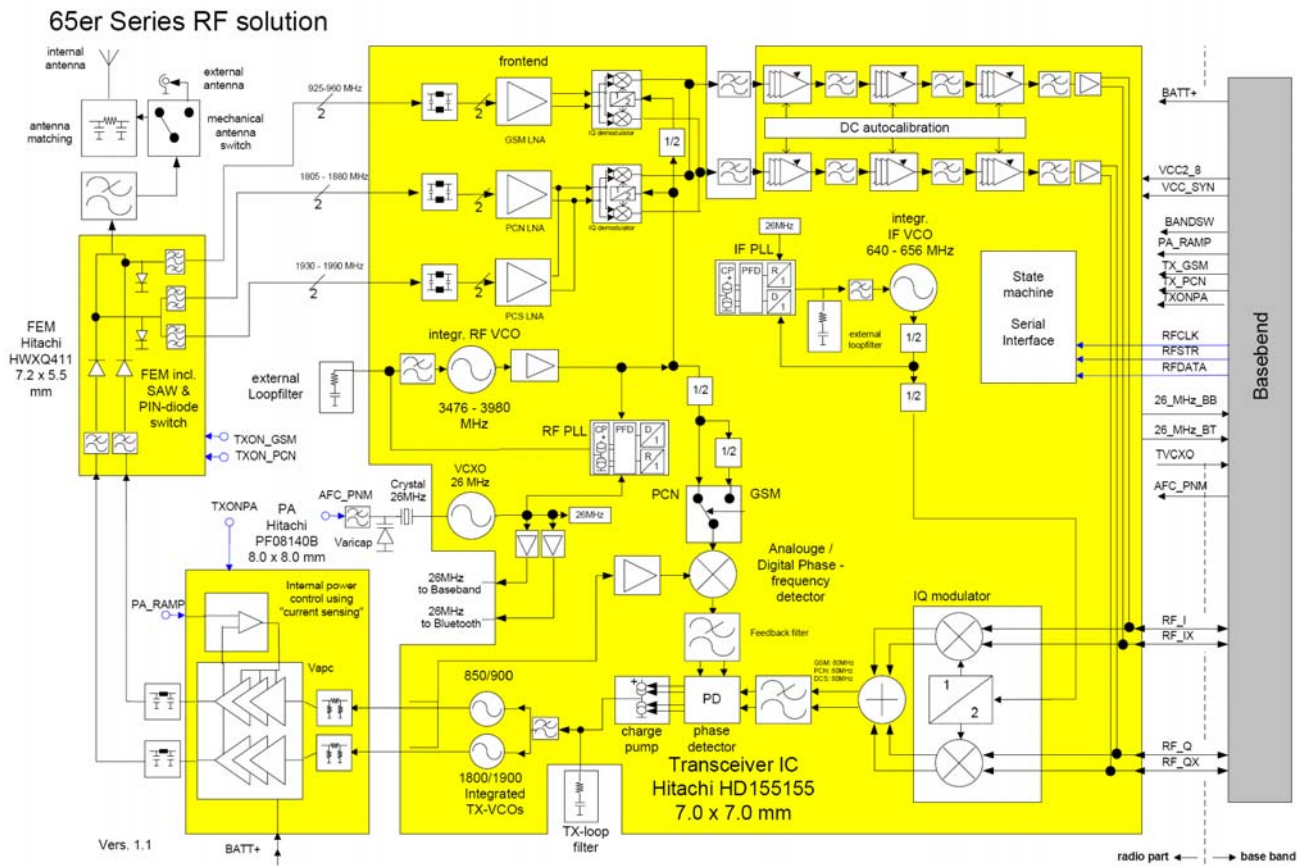 65er Series RF solution
internal
antenna
external
antenna
antenna
matching
mechanical
antenna
switch
925-960 MHz
2
1805 - 1880 MHz
2
1930 - 1990 MHz
2
frontend
2
GSM LNA
2
IQ demodulator
1/2
2
PCN LNA
IQ demodulator
2
PCS LNA
DC autocalibration
26MHz
IF PLL
CP
PFD
R
1
D
1
integr.
IF VCO
640 - 656 MHz
external
loopfilter
1/2
1/2
State
machine
Serial
Interface
FEM
Hitachi
HWXQ411
7.2 x 5.5
mm
FEM incl.
SAW &
PIN-diode
switch
TXON_GSM
TXON_PCN
integr. RF VCO
3476 - 3980
MHz
external
Loopfilter
RF PLL
CP
PFD
D
1
R
1
1/2
1/2
PCN
GSM
VCXO
26 MHz
Crystal
26MHz
AFC_PNM
Varicap
26MHz
26MHz
to Baseband
26MHz
to Bluetooth
TXONPA
PA
Hitachi
PF08140B
8.0 x 8.0 mm
Internal power
control using
"current sensing"
PA_RAMP
Vapc
BATT+
850/900
1800/1900
Integrated
TX-VCOs
TX-loop
filter
charge
pump
PD
phase
detector
Feedback filter
Analouge /
Digital Phase -
frequency
detector
GSM: 80MHz
PCN: 80MHz
DCS: 80MHz
IQ modulator
1
2
Transceiver IC
Hitachi HD155155
7.0 x 7.0 mm
BATT+
VCC2_8
VCC_SYN
BANDSW
PA_RAMP
TX_GSM
TX_PCN
TXONPA
RFCLK
RFSTR
RFDATA
26_MHz_BB
26_MHz_BT
TVCXO
AFC_PNM
RF_I
RF_IX
RF_Q
RF_QX
Basebend
Vers. 1.1
radio part
base band